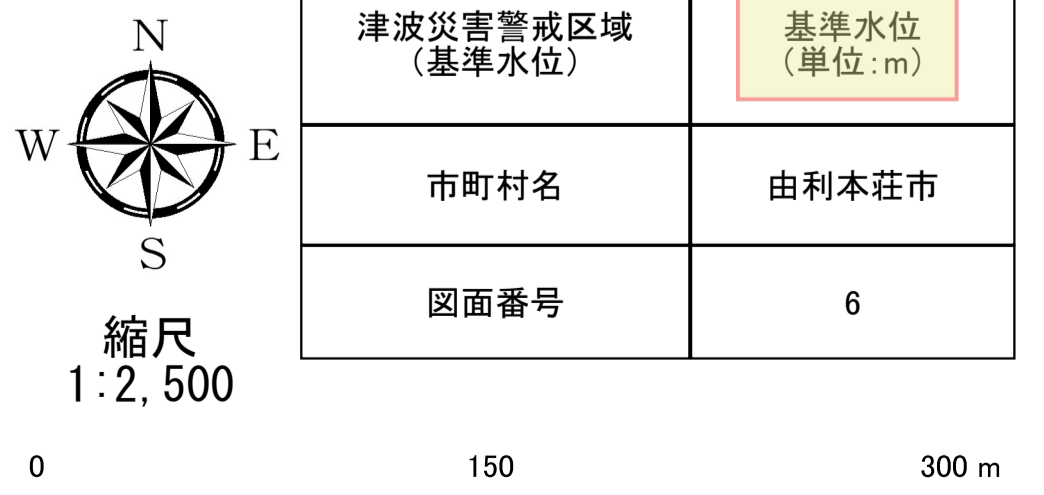 N
W E
S
縮尺
1:2,500
津波災害警戒区域
(基準水位)
基準水位
(単位:m)
市町村名 由利本荘市
図面番号 6
0 150 300 m